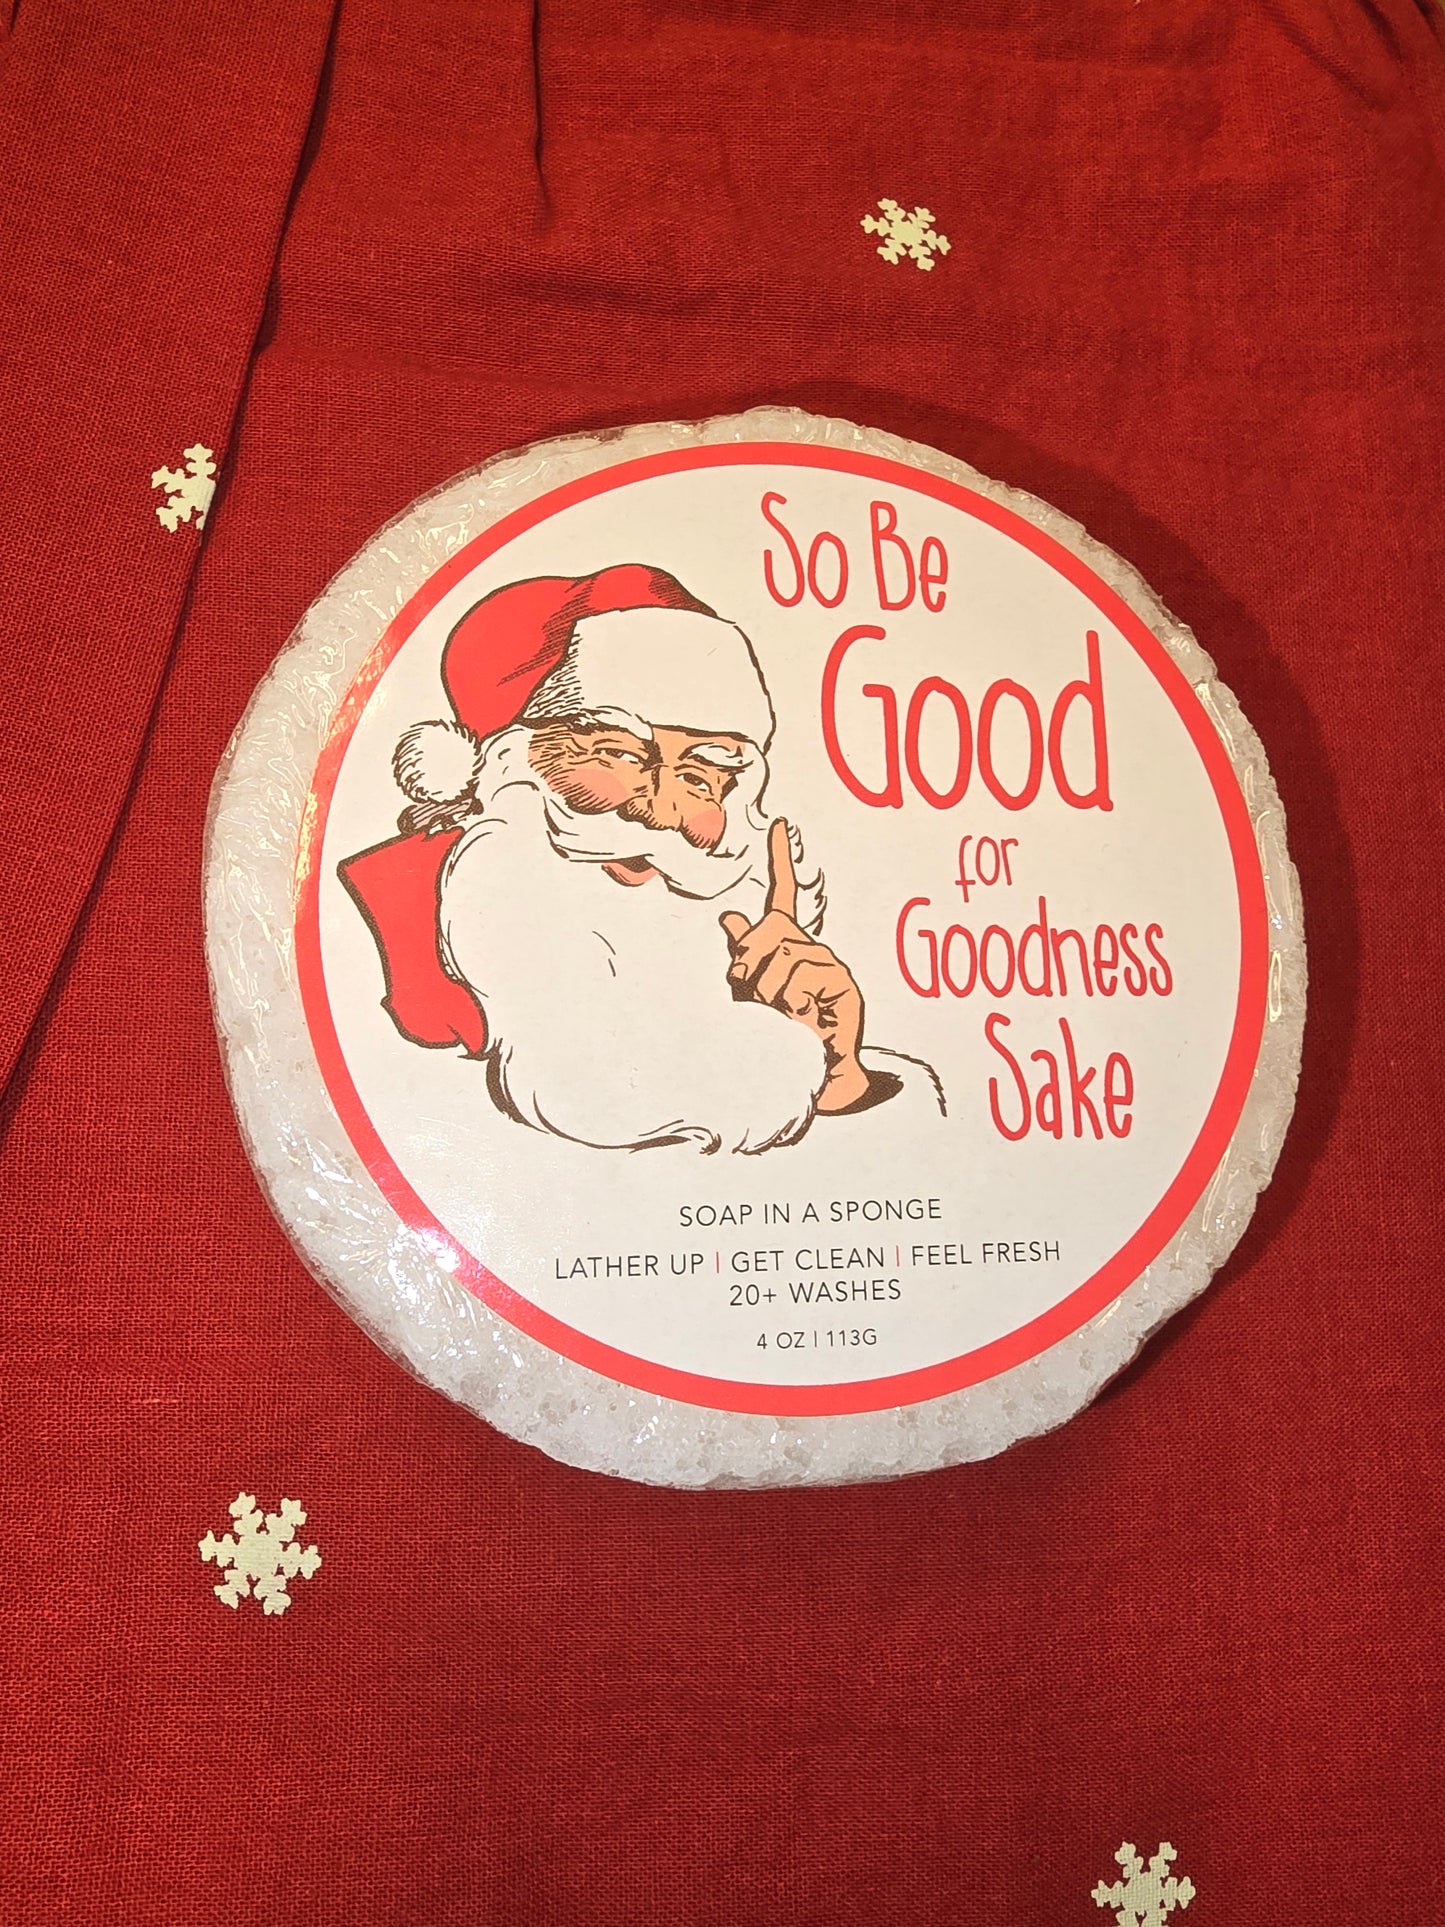 So Be
Good
for
Goodness
Sake
SOAP IN A SPONGE
LATHER UP | GET CLEAN | FEEL FRESH
20+ WASHES
4 OZ | 113G